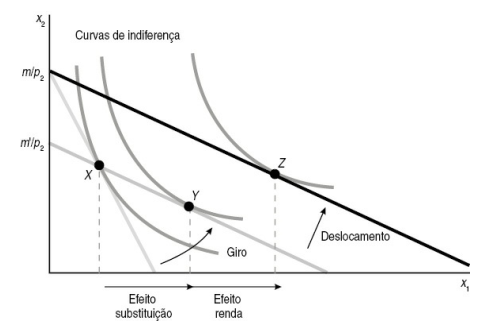 x₂
Curvas de indiferença
m/p₂
m'/p₂
Z
X
Y
Deslocamento
Giro
x₁
Efeito
substituição
Efeito
renda